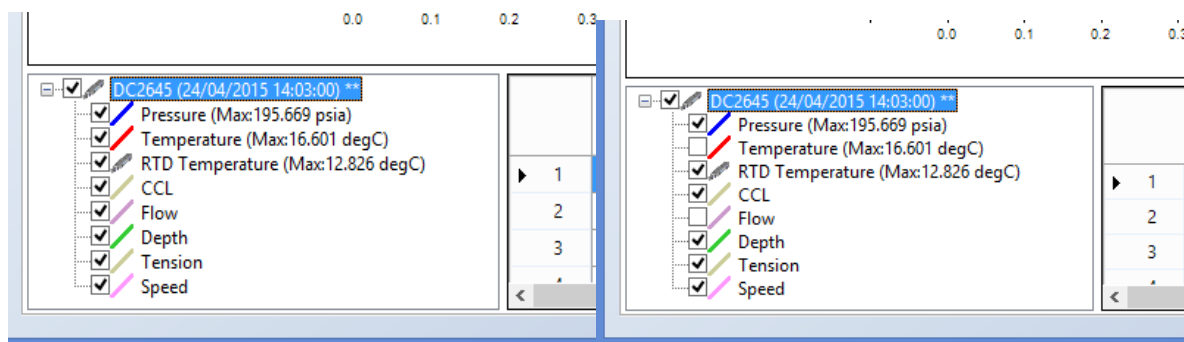 0.0 0.1 0.2 0.3
DC2645 (24/04/2015 14:03:00) **
Pressure (Max:195.669 psia)
Temperature (Max:16.601 degC)
RTD Temperature (Max:12.826 degC)
CCL
Flow
Depth
Tension
Speed
1
2
3
0.0 0.1 0.2 0.3
DC2645 (24/04/2015 14:03:00) **
Pressure (Max:195.669 psia)
Temperature (Max:16.601 degC)
RTD Temperature (Max:12.826 degC)
CCL
Flow
Depth
Tension
Speed
1
2
3